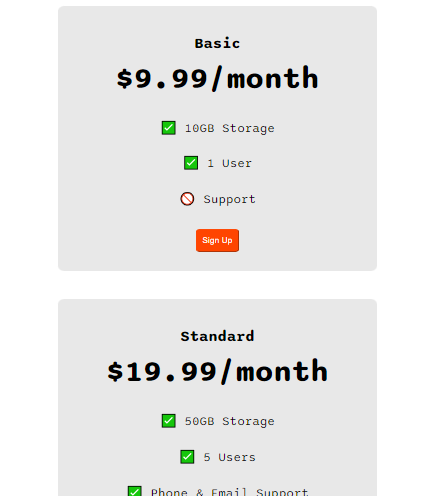 Basic
$9.99/month
✅ 10GB Storage
✅ 1 User
🚫 Support
Sign Up
Standard
$19.99/month
✅ 50GB Storage
✅ 5 Users
✅ Phone & Email Support